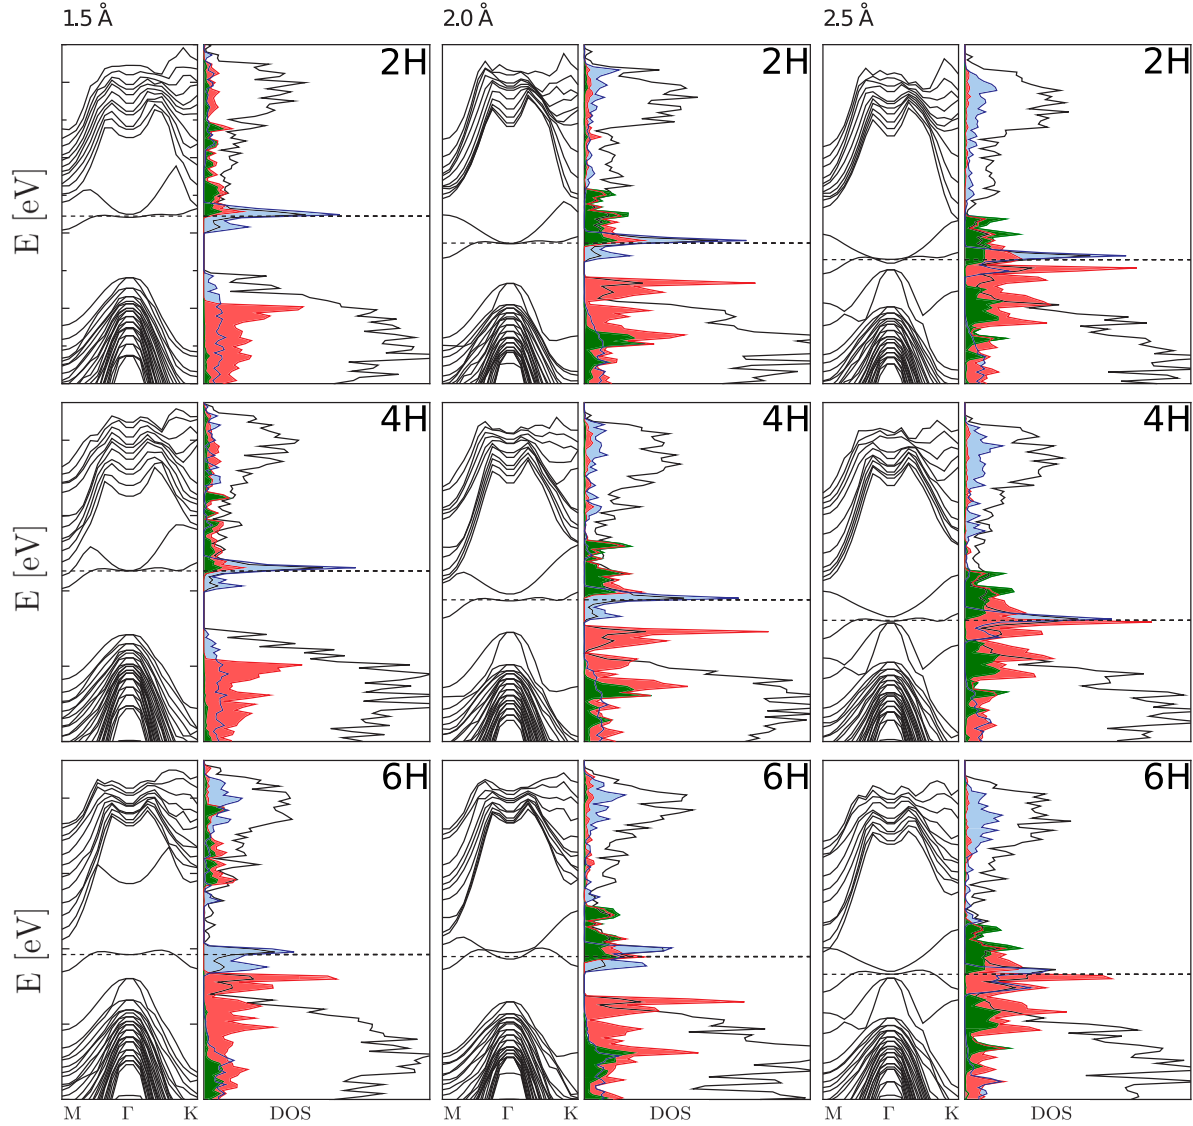 1.5 Å 2.0 Å 2.5 Å
2H 2H 2H
E [eV]
4H 4H 4H
E [eV]
6H 6H 6H
E [eV]
M Γ K DOS M Γ K DOS M Γ K DOS